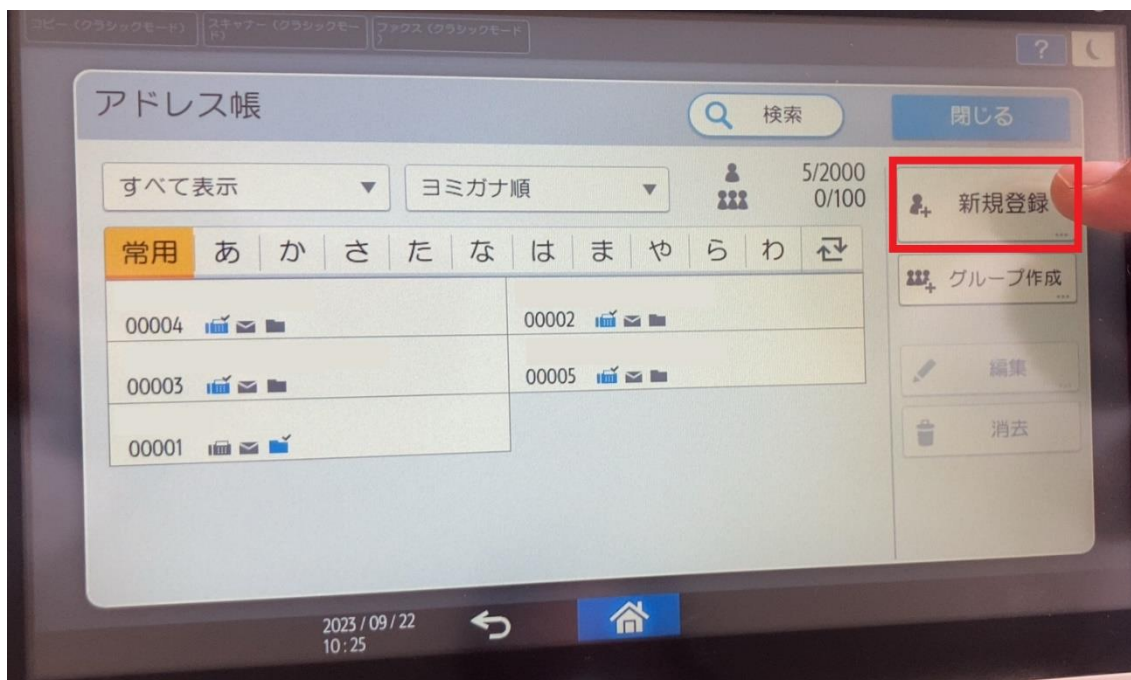 コピー（クラシックモード） スキャナー（クラシックモード） ファクス（クラシックモード）
?
アドレス帳 検索 閉じる
すべて表示 ▼ ヨミガナ順 ▼ 5/2000
0/100
新規登録
...
常用 あ か さ た な は ま や ら わ
グループ作成
...
00004 00002
00003 00005
編集
00001
消去
2023 / 09 / 22
10 : 25